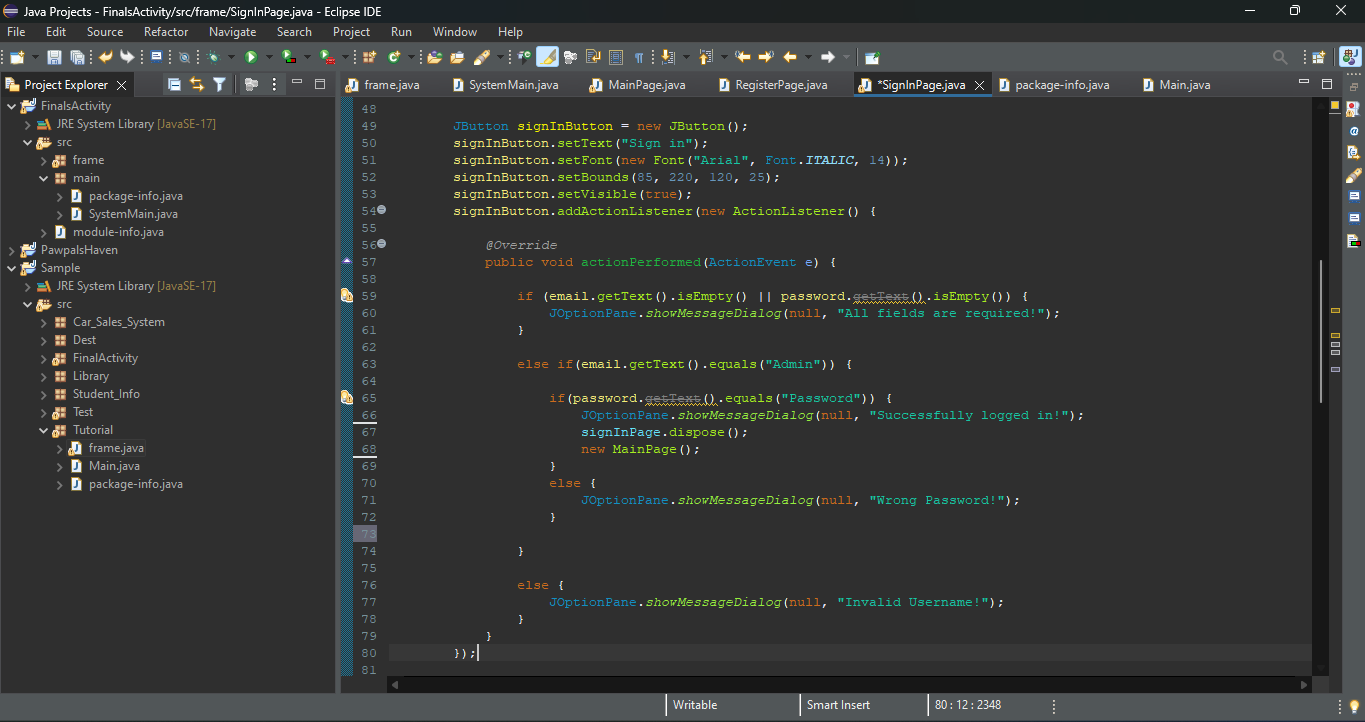 Java Projects - FinalsActivity/src/frame/SignInPage.java - Eclipse IDE
File Edit Source Refactor Navigate Search Project Run Window Help
Project Explorer
FinalsActivity
JRE System Library [JavaSE-17]
src
frame
main
package-info.java
SystemMain.java
module-info.java
PawpalsHaven
Sample
JRE System Library [JavaSE-17]
src
Car_Sales_System
Dest
FinalActivity
Library
Student_Info
Test
Tutorial
frame.java
Main.java
package-info.java
frame.java SystemMain.java MainPage.java RegisterPage.java *SignInPage.java package-info.java Main.java
48
49 JButton signInButton = new JButton();
50 signInButton.setText("Sign in");
51 signInButton.setFont(new Font("Arial", Font.ITALIC, 14));
52 signInButton.setBounds(85, 220, 120, 25);
53 signInButton.setVisible(true);
54 signInButton.addActionListener(new ActionListener() {
55
56 @Override
57 public void actionPerformed(ActionEvent e) {
58
59 if (email.getText().isEmpty() || password.getText().isEmpty()) {
60 JOptionPane.showMessageDialog(null, "All fields are required!");
61 }
62
63 else if(email.getText().equals("Admin")) {
64
65 if(password.getText().equals("Password")) {
66 JOptionPane.showMessageDialog(null, "Successfully logged in!");
67 signInPage.dispose();
68 new MainPage();
69 }
70 else {
71 JOptionPane.showMessageDialog(null, "Wrong Password!");
72 }
73
74 }
75
76 else {
77 JOptionPane.showMessageDialog(null, "Invalid Username!");
78 }
79 }
80 });
81
Writable Smart Insert 80 : 12 : 2348